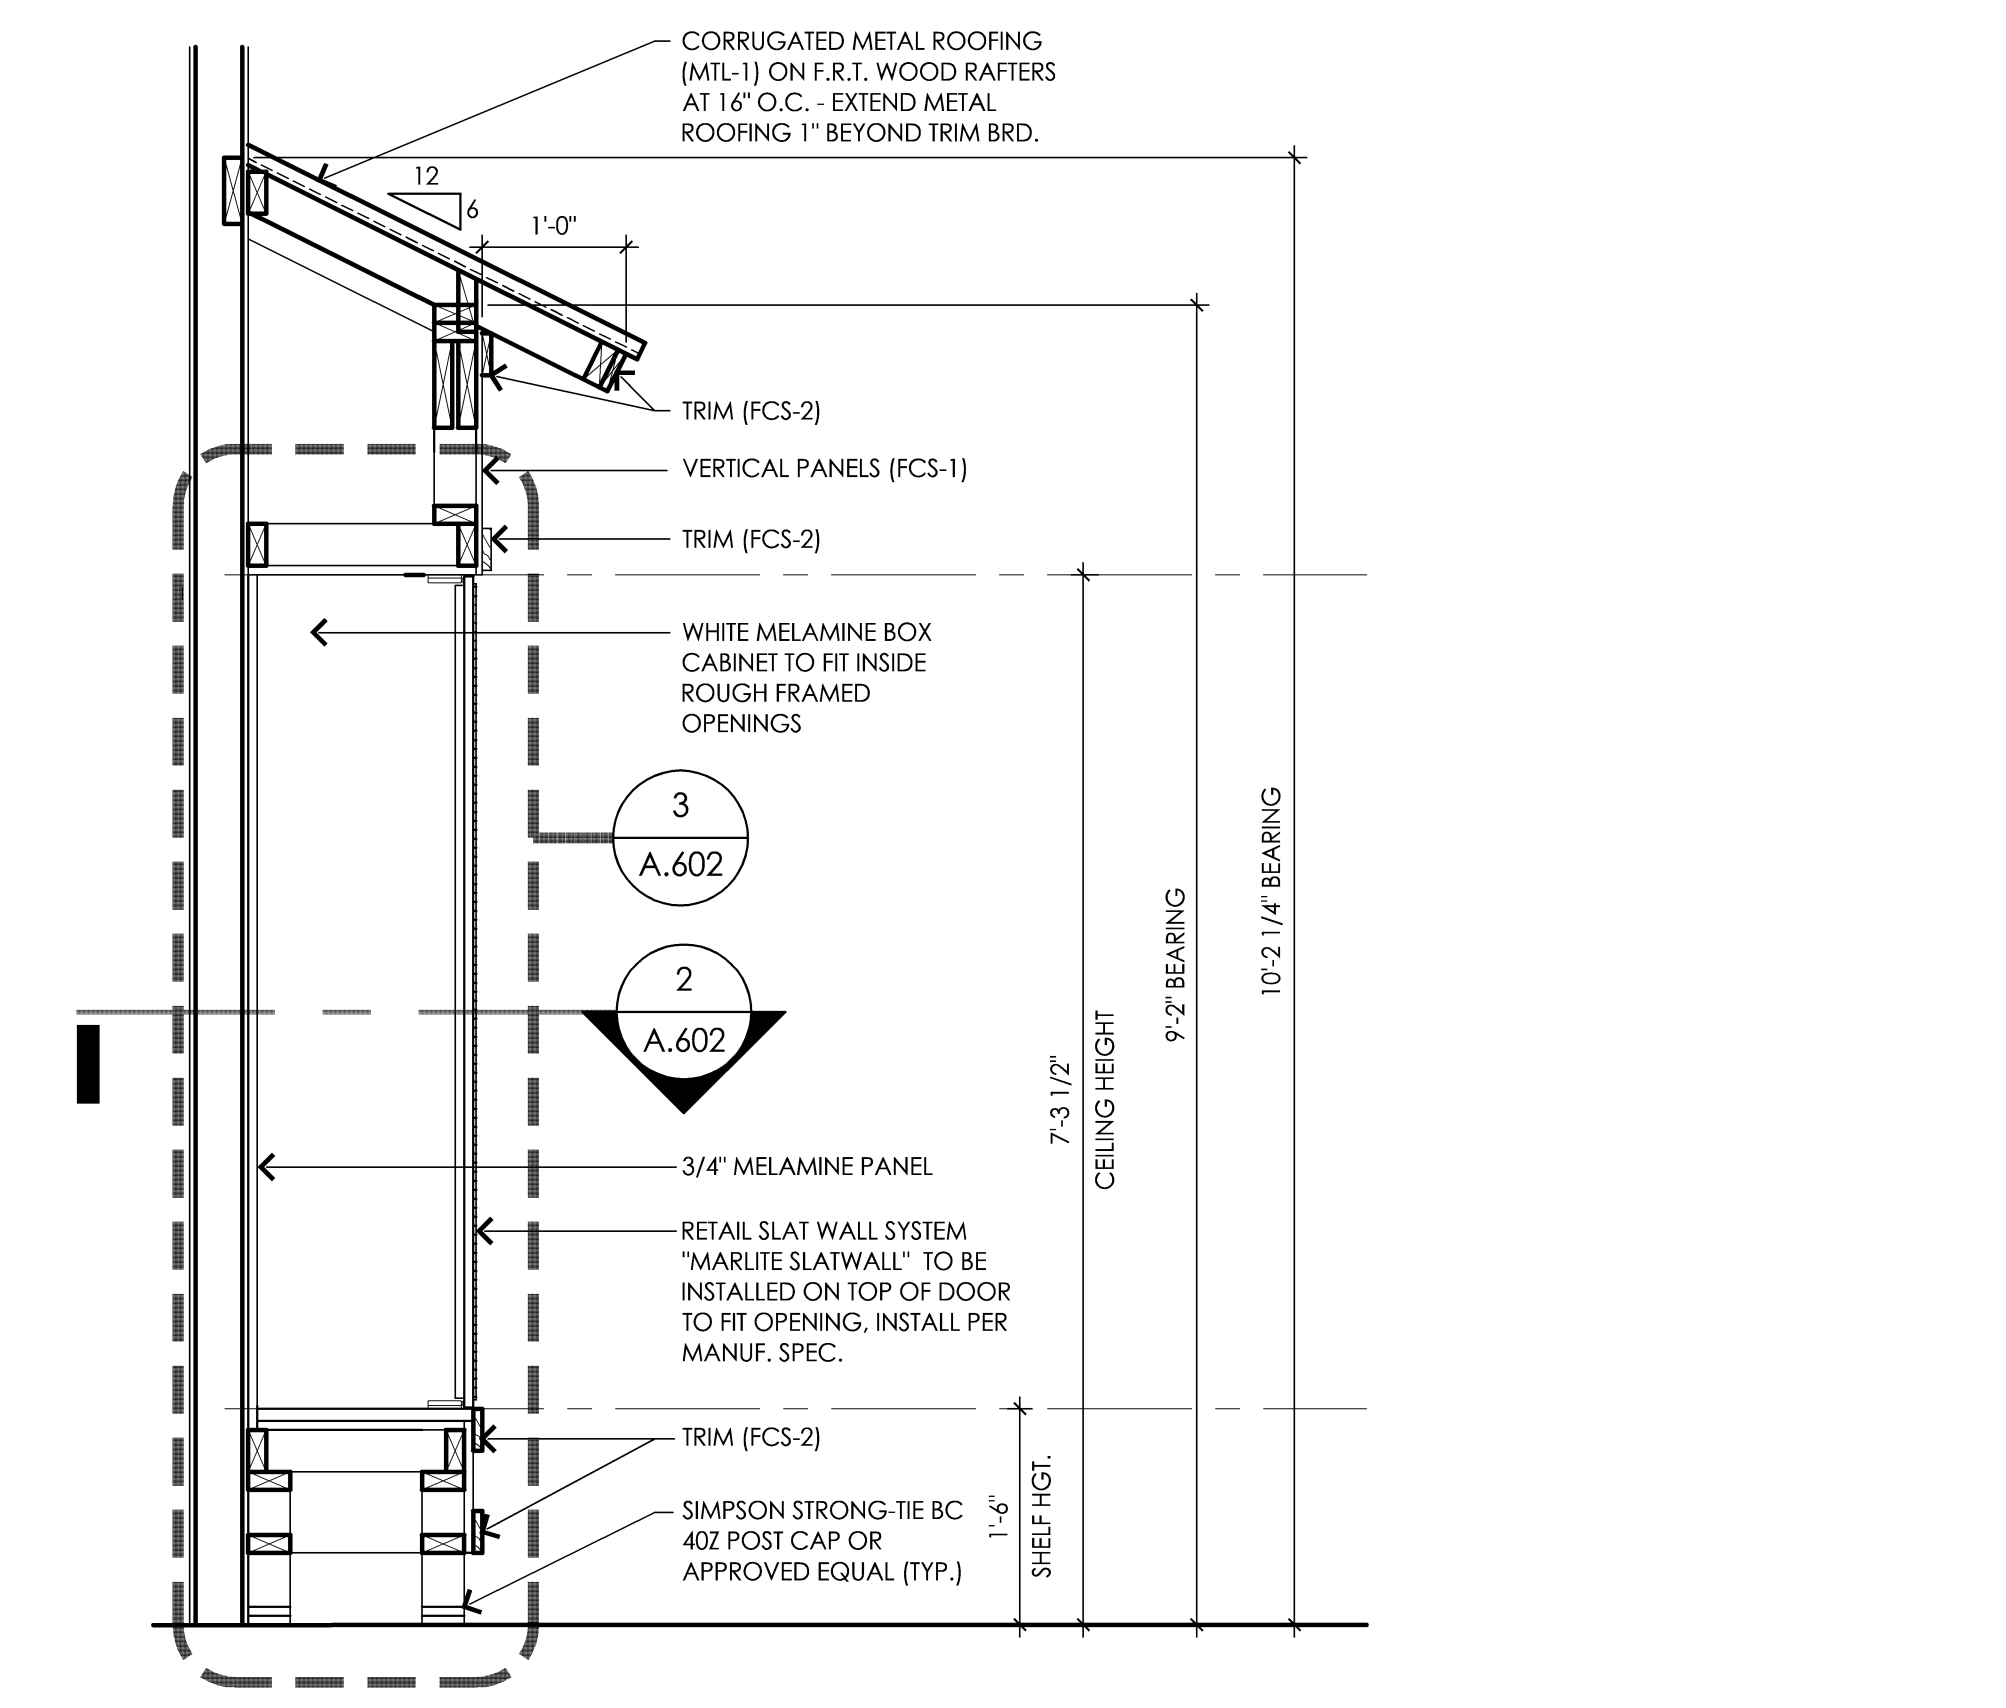 CORRUGATED METAL ROOFING
(MTL-1) ON F.R.T. WOOD RAFTERS
AT 16" O.C. - EXTEND METAL
ROOFING 1" BEYOND TRIM BRD.
12
6
1'-0"
TRIM (FCS-2)
VERTICAL PANELS (FCS-1)
TRIM (FCS-2)
WHITE MELAMINE BOX
CABINET TO FIT INSIDE
ROUGH FRAMED
OPENINGS
3
A.602
2
A.602
3/4" MELAMINE PANEL
RETAIL SLAT WALL SYSTEM
"MARLITE SLATWALL" TO BE
INSTALLED ON TOP OF DOOR
TO FIT OPENING, INSTALL PER
MANUF. SPEC.
TRIM (FCS-2)
SIMPSON STRONG-TIE BC
40Z POST CAP OR
APPROVED EQUAL (TYP.)
1'-6"
SHELF HGT.
7'-3 1/2"
CEILING HEIGHT
9'-2" BEARING
10'-2 1/4" BEARING